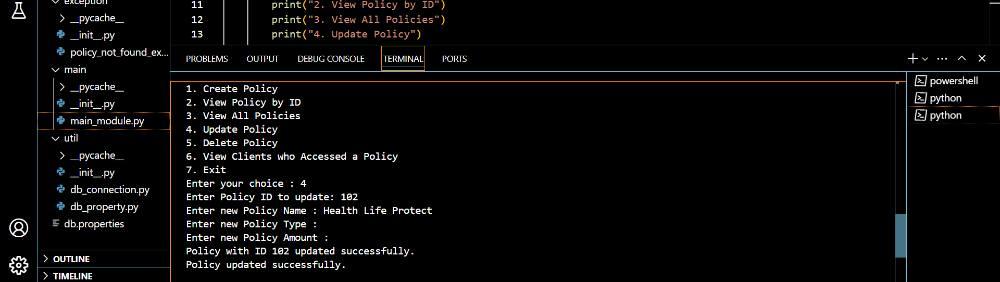 exception
__pycache__
__init__.py
policy_not_found_ex...
main
__pycache__
__init__.py
main_module.py
util
__pycache__
__init__.py
db_connection.py
db_property.py
db.properties
OUTLINE
TIMELINE
11 print("2. View Policy by ID")
12 print("3. View All Policies")
13 print("4. Update Policy")
PROBLEMS OUTPUT DEBUG CONSOLE TERMINAL PORTS
1. Create Policy
2. View Policy by ID
3. View All Policies
4. Update Policy
5. Delete Policy
6. View Clients who Accessed a Policy
7. Exit
Enter your choice : 4
Enter Policy ID to update: 102
Enter new Policy Name : Health Life Protect
Enter new Policy Type :
Enter new Policy Amount :
Policy with ID 102 updated successfully.
Policy updated successfully.
powershell
python
python